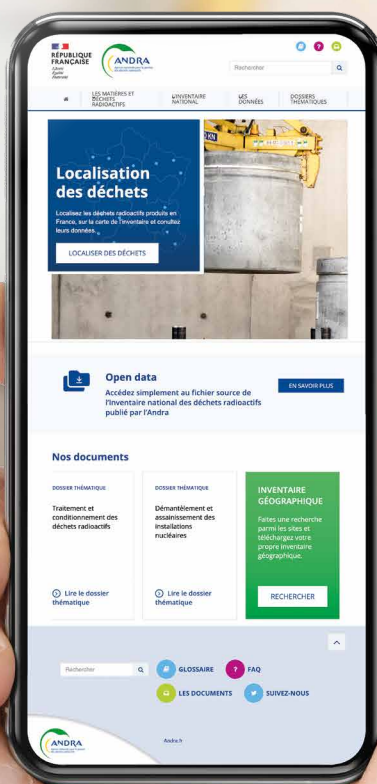 RÉPUBLIQUE
FRANÇAISE
Liberté
Égalité
Fraternité
ANDRA
Rechercher
LES MATIÈRES ET
DÉCHETS
RADIOACTIFS
L'INVENTAIRE
NATIONAL
LES
DONNÉES
DOSSIERS
THÉMATIQUES
Localisation
des déchets
Localisez les déchets radioactifs produits en
France, sur la carte de l'Inventaire et consultez
leurs données.
LOCALISER DES DÉCHETS
KN
Open data
Accédez simplement au fichier source de
l'Inventaire national des déchets radioactifs
publié par l'Andra
EN SAVOIR PLUS
Nos documents
DOSSIER THÉMATIQUE
Traitement et
conditionnement des
déchets radioactifs
Lire le dossier
thématique
DOSSIER THÉMATIQUE
Démantèlement et
assainissement des
installations
nucléaires
Lire le dossier
thématique
INVENTAIRE
GÉOGRAPHIQUE
Faites une recherche
parmi les sites et
téléchargez votre
propre inventaire
géographique.
RECHERCHER
Rechercher
GLOSSAIRE
? FAQ
LES DOCUMENTS
SUIVEZ-NOUS
ANDRA
Andra.fr